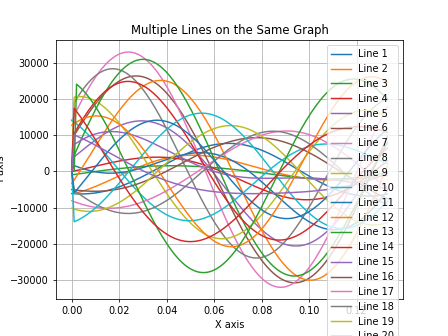 Multiple Lines on the Same Graph
30000
20000
10000
0
−10000
−20000
−30000
0.00
0.02
0.04
0.06
0.08
0.10
X axis
axis
Line 1
Line 2
Line 3
Line 4
Line 5
Line 6
Line 7
Line 8
Line 9
Line 10
Line 11
Line 12
Line 13
Line 14
Line 15
Line 16
Line 17
Line 18
Line 19
Line 20